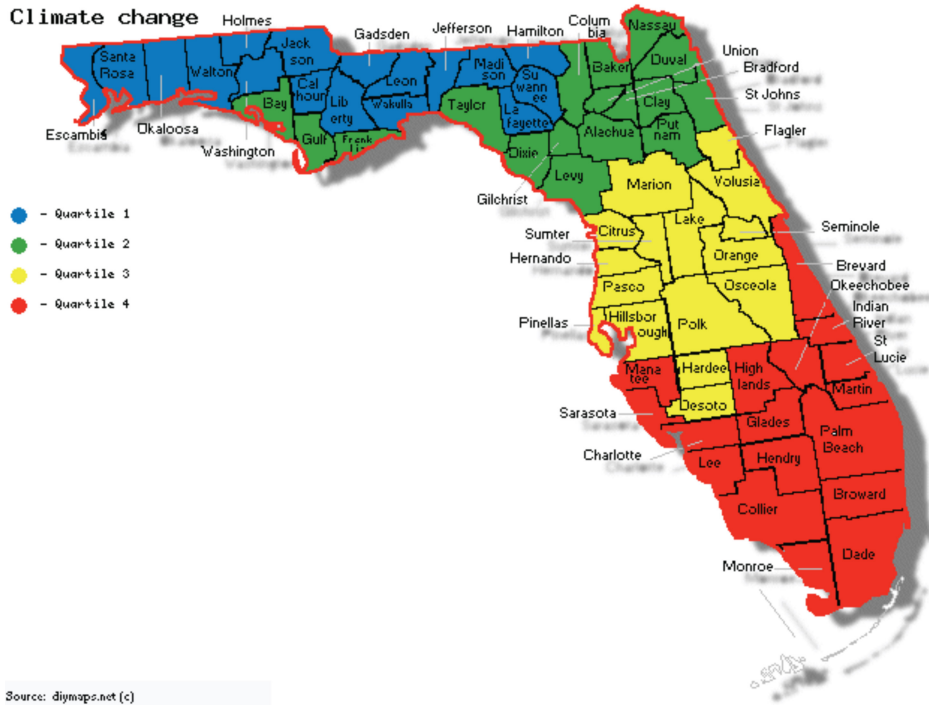 Climate change
Holmes
Gadsden
Jefferson
Hamilton
Colum
bia
Nassau
Santa
Rosa
Walton
Jack
son
Cal
hour
Lib
erty
Leon
Wakulla
Madi
son
Su
wann
ee
La
fayette
Baker
Duval
Union
Bradford
Clay
St Johns
Bay
Gulf
Frank
lin
Taylor
Dixie
Alachua
Put
nam
Flagler
Escambia
Okaloosa
Washington
Gilchrist
Levy
Marion
Volusia
- Quartile 1
- Quartile 2
- Quartile 3
- Quartile 4
Sumter
Citrus
Lake
Seminole
Hernando
Orange
Brevard
Pasco
Osceola
Okeechobee
Indian
River
Pinellas
Hillsbor
ough
Polk
St
Lucie
Mana
tee
Hardee
High
lands
Martin
Sarasota
Desoto
Glades
Palm
Beach
Charlotte
Lee
Hendry
Broward
Collier
Monroe
Dade
Source: diymaps.net (c)